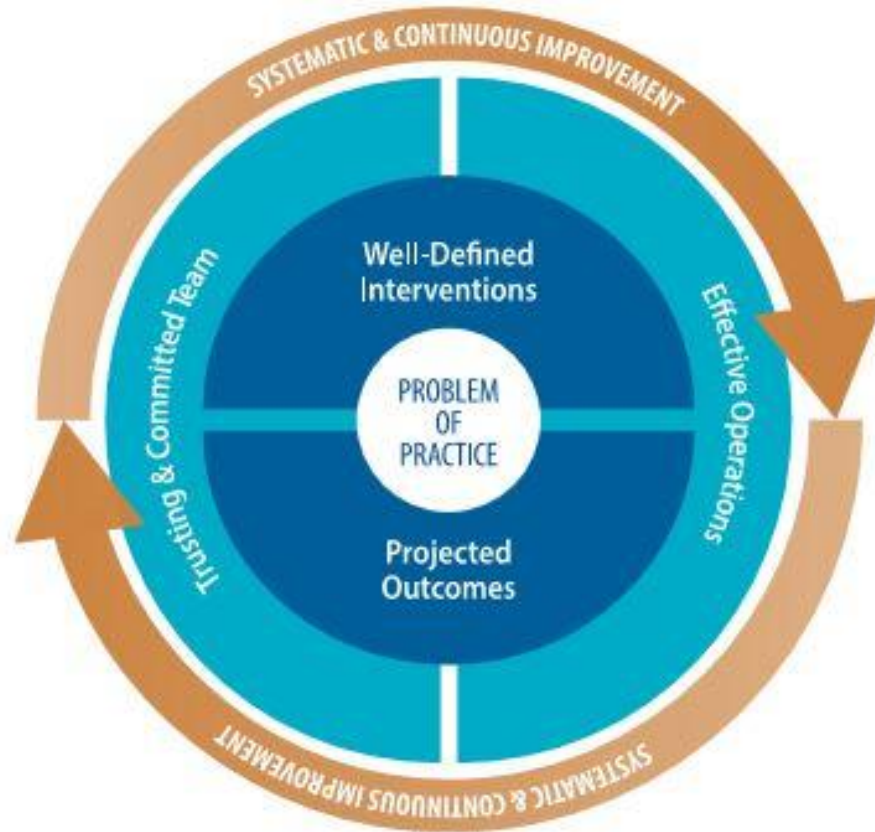 SYSTEMATIC & CONTINUOUS IMPROVEMENT
Trusting & Committed Team
Well-Defined
Interventions
PROBLEM
OF
PRACTICE
Projected
Outcomes
Effective Operations
SYSTEMATIC & CONTINUOUS IMPROVEMENT